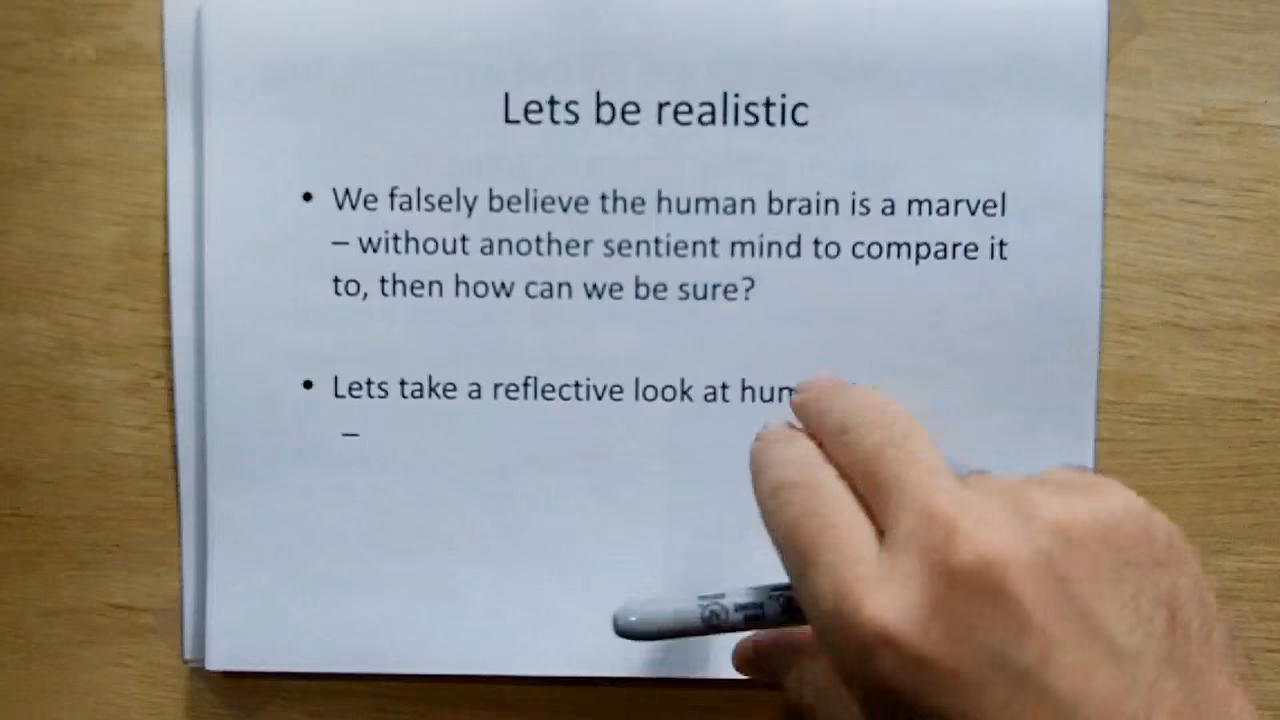 Lets be realistic
• We falsely believe the human brain is a marvel
– without another sentient mind to compare it
to, then how can we be sure?
• Lets take a reflective look at
–